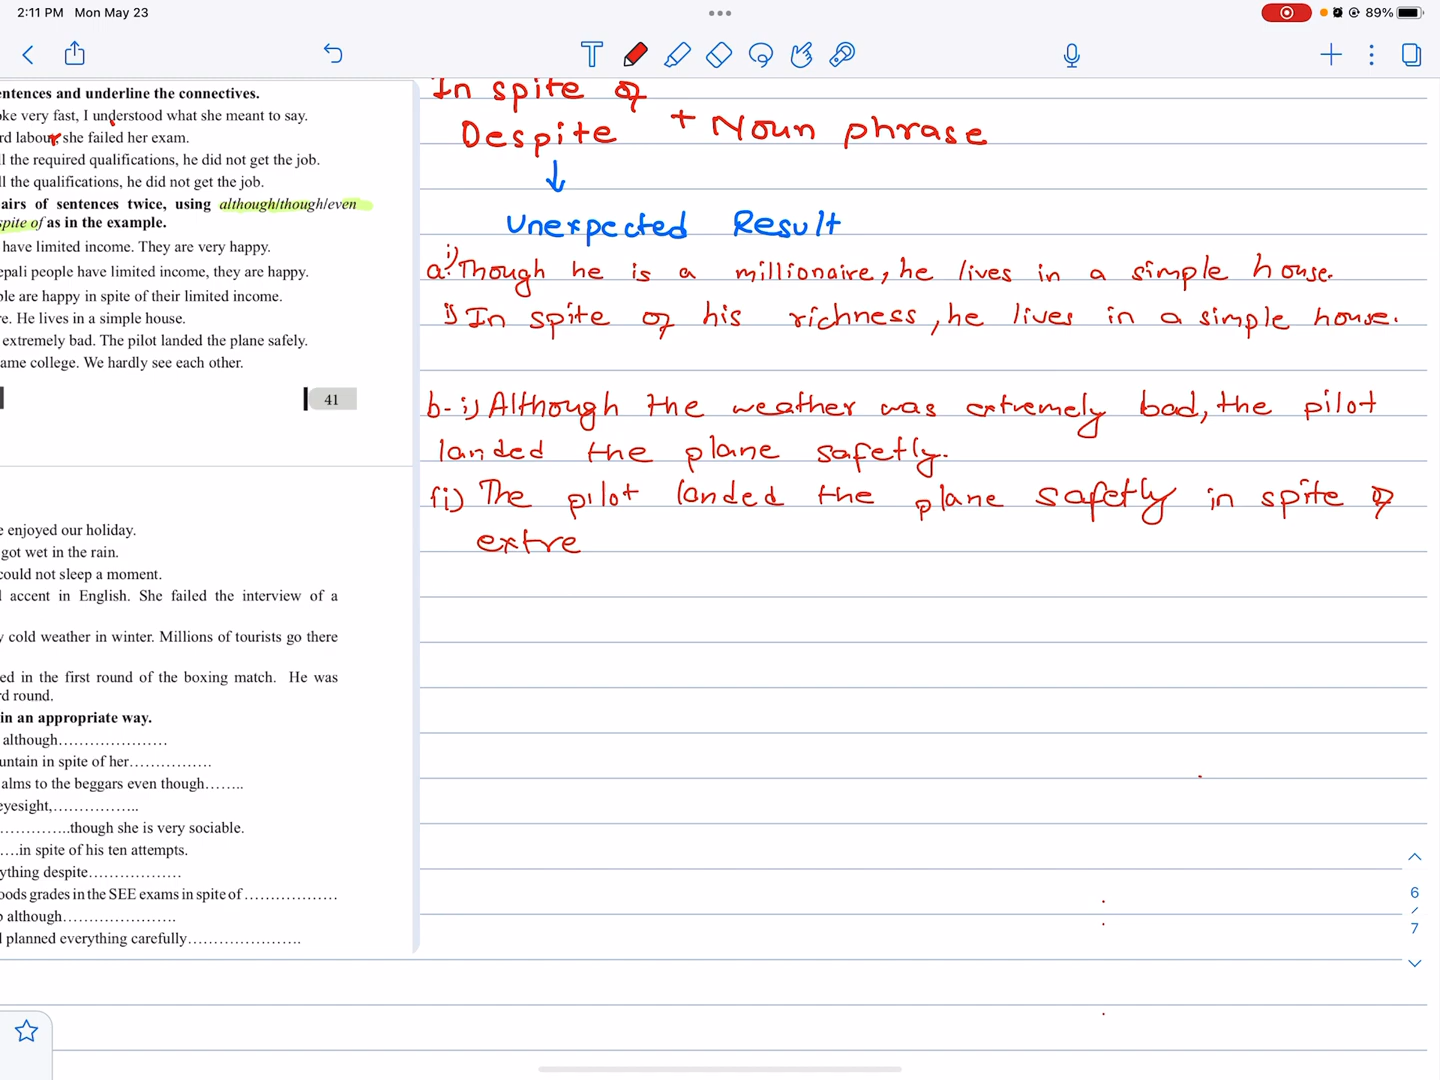 2:11 PM Mon May 23
89%
entences and underline the connectives.
oke very fast, I understood what she meant to say.
rd labour, she failed her exam.
ll the required qualifications, he did not get the job.
ll the qualifications, he did not get the job.
airs of sentences twice, using although/though/even
spite of as in the example.
have limited income. They are very happy.
epali people have limited income, they are happy.
ple are happy in spite of their limited income.
re. He lives in a simple house.
extremely bad. The pilot landed the plane safely.
ame college. We hardly see each other.
41
e enjoyed our holiday.
got wet in the rain.
could not sleep a moment.
l accent in English. She failed the interview of a
y cold weather in winter. Millions of tourists go there
ed in the first round of the boxing match. He was
rd round.
in an appropriate way.
although.....................
untain in spite of her................
alms to the beggars even though........
eyesight,.................
..............though she is very sociable.
....in spite of his ten attempts.
ything despite..................
oods grades in the SEE exams in spite of ..................
o although......................
l planned everything carefully......................
In spite of
Despite + Noun phrase
↓
Unexpected Result
a. i) Though he is a millionaire, he lives in a simple house.
ii) In spite of his richness, he lives in a simple house.
b- i) Although the weather was extremely bad, the pilot
landed the plane safetly.
(ii) The pilot landed the plane safetly in spite of
extre
6
/
7